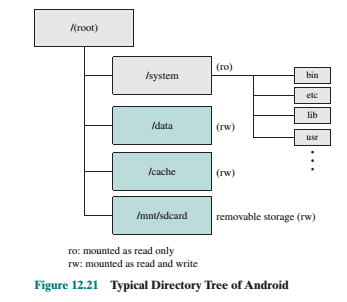 /(root)
/system
(ro)
bin
etc
lib
usr
/data
(rw)
/cache
(rw)
/mnt/sdcard
removable storage (rw)
ro: mounted as read only
rw: mounted as read and write
Figure 12.21 Typical Directory Tree of Android